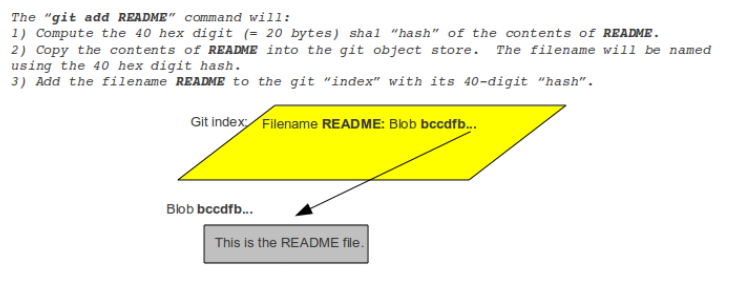 The “git add README” command will:
1) Compute the 40 hex digit (= 20 bytes) sha1 “hash” of the contents of README.
2) Copy the contents of README into the git object store.  The filename will be named
using the 40 hex digit hash.
3) Add the filename README to the git “index” with its 40-digit “hash”.
Git index:
Filename README: Blob bccdfb...
Blob bccdfb...
This is the README file.